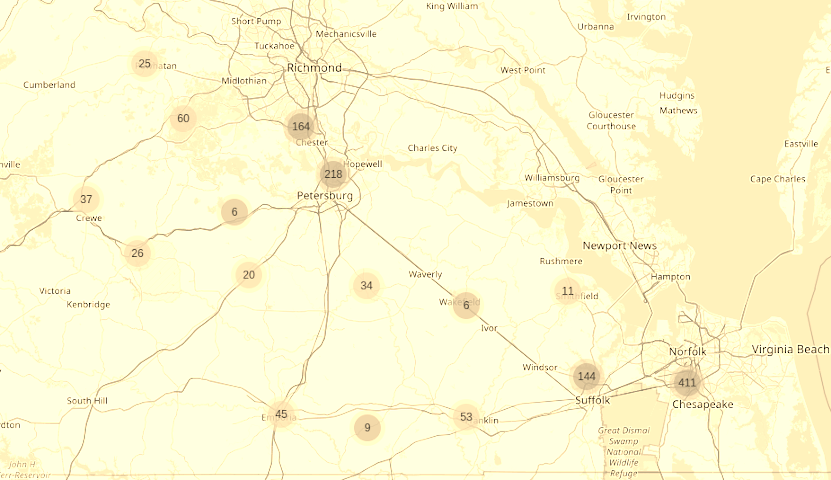 King William
Irvington
Short Pump
Urbanna
Mechanicsville
Tuckahoe
25
Richmond
West Point
Midlothian
Cumberland
Hudgins
Mathews
Gloucester
Courthouse
60
164
Chester
Charles City
Eastville
Hopewell
218
Williamsburg
Gloucester
Point
Cape Charles
37
Petersburg
Jamestown
6
Crewe
Newport News
26
Rushmere
20
Waverly
Hampton
34
Victoria
11
Kenbridge
6
Ivor
Norfolk
Virginia Beach
Windsor
144
411
South Hill
Suffolk
Chesapeake
45
53
9
Great Dismal
Swamp
National
Wildlife
Refuge
John H